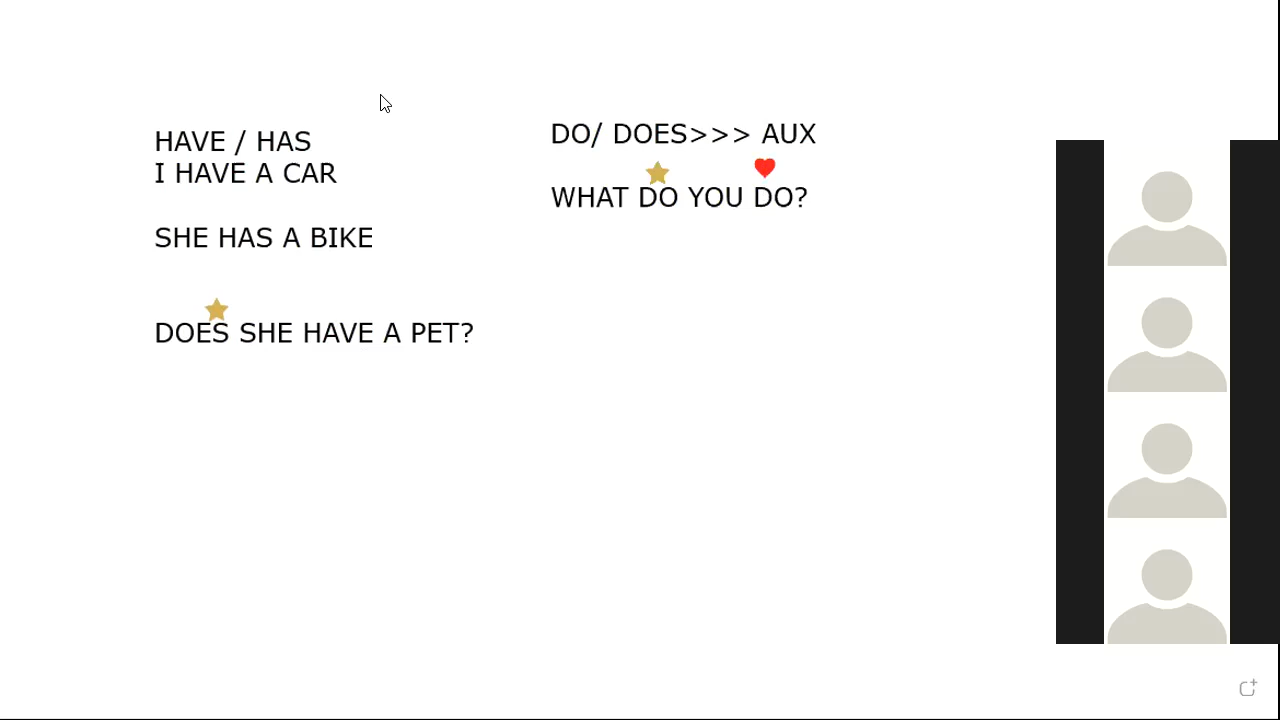 HAVE / HAS
I HAVE A CAR
SHE HAS A BIKE
DOES SHE HAVE A PET?
DO/ DOES>>> AUX
WHAT DO YOU DO?